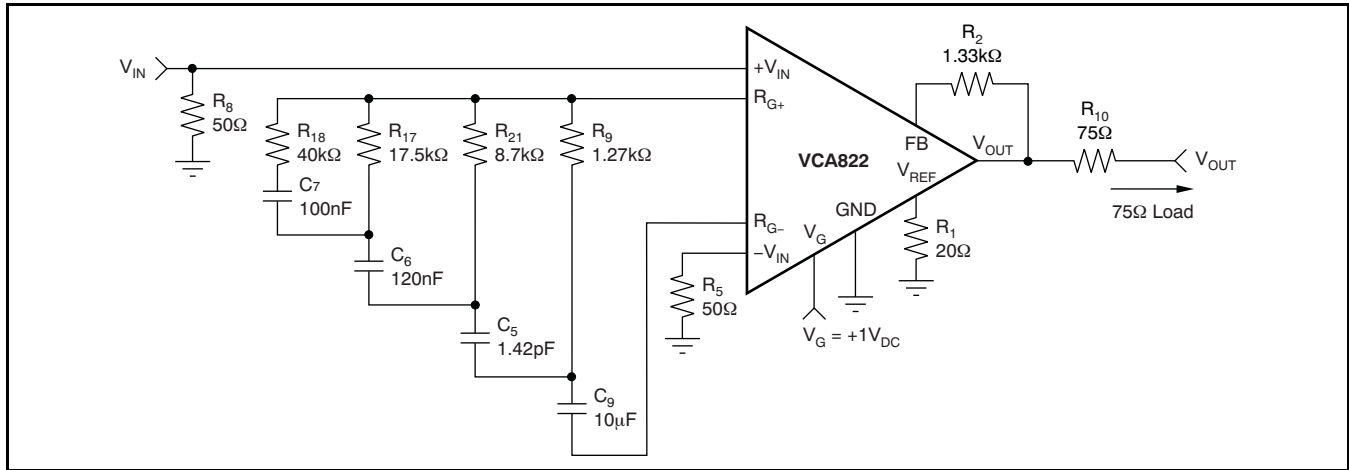 V_IN
R_8
50Ω
R_18
40kΩ
C_7
100nF
R_17
17.5kΩ
C_6
120nF
R_21
8.7kΩ
C_5
1.42pF
R_9
1.27kΩ
C_9
10μF
+V_IN
R_G+
R_G−
−V_IN
R_5
50Ω
VCA822
FB
V_REF
GND
V_G
V_OUT
V_G = +1V_DC
R_2
1.33kΩ
R_1
20Ω
R_10
75Ω
V_OUT
75Ω Load